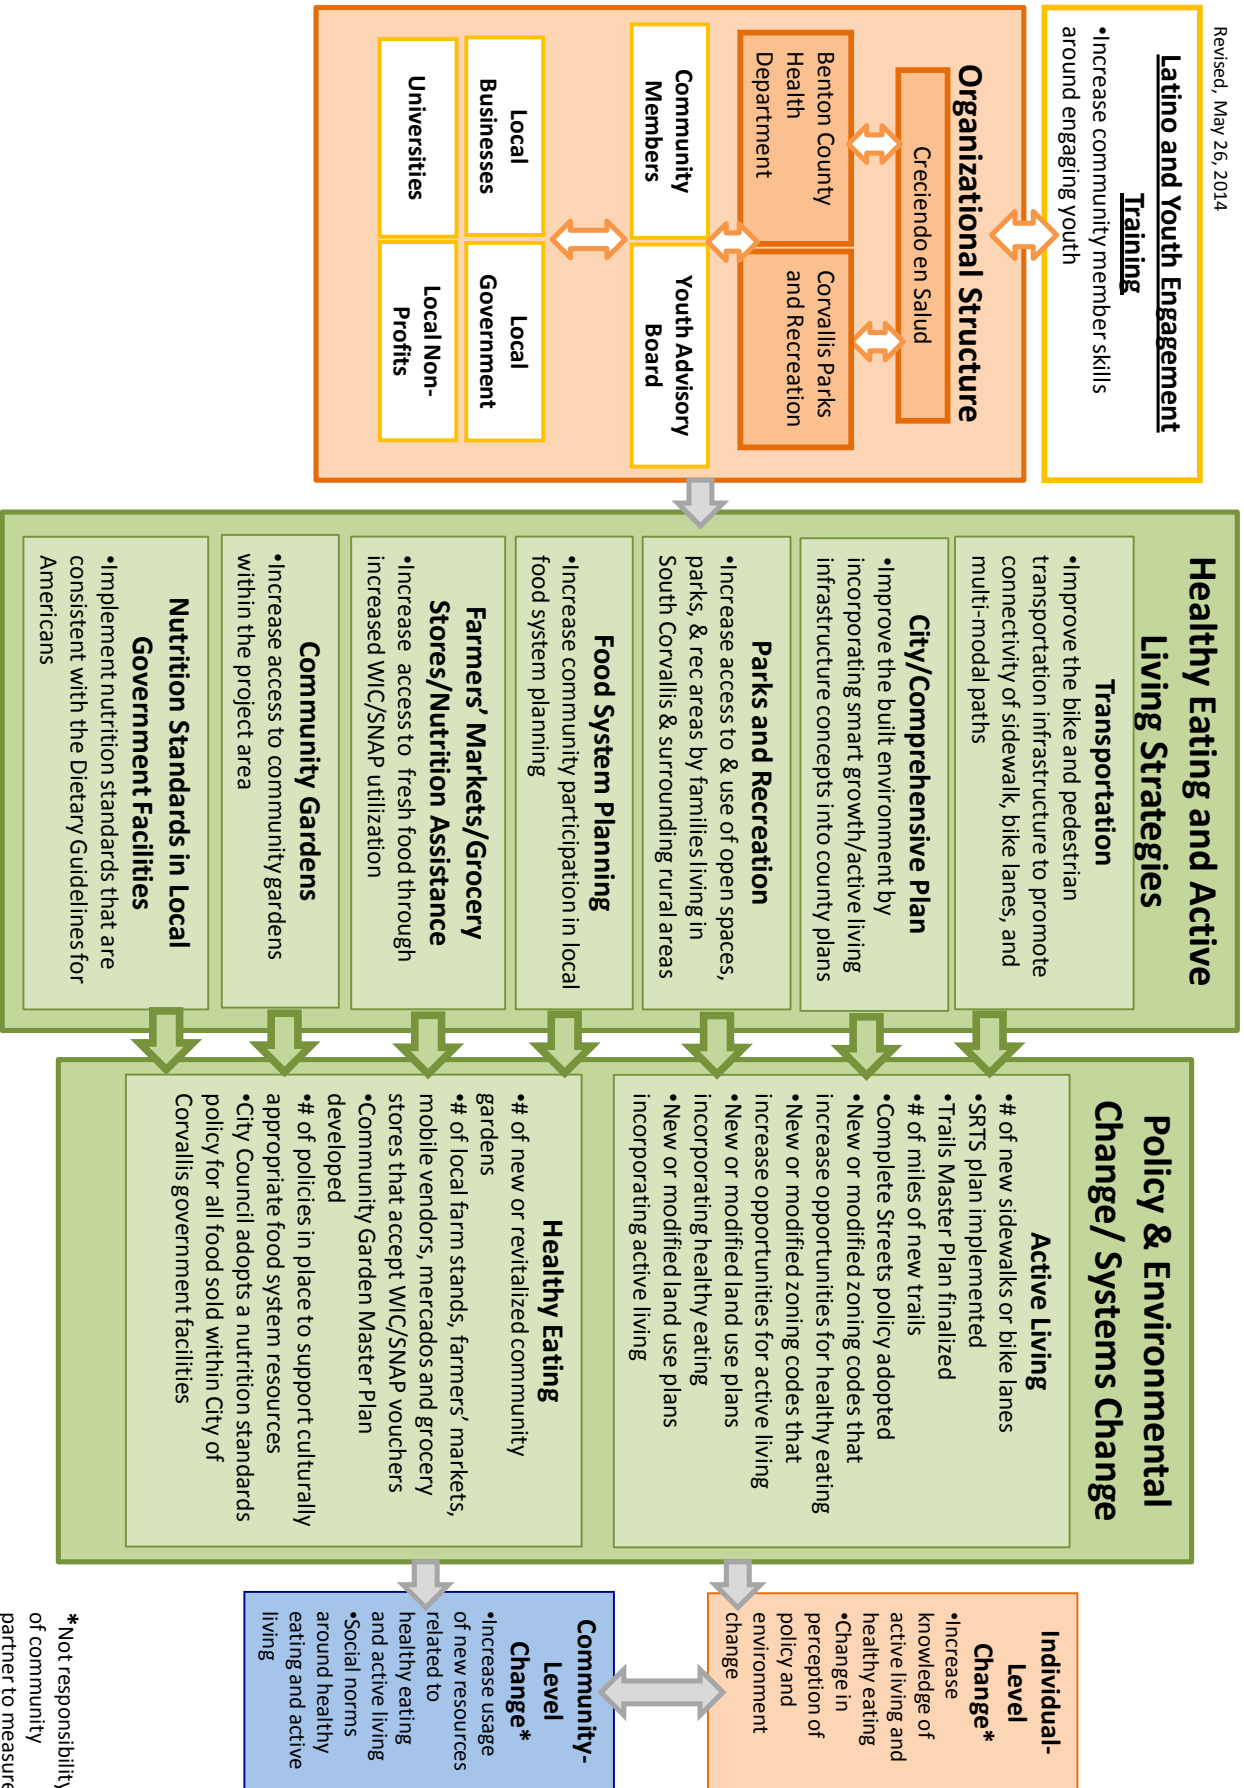 Revised, May 26, 2014
Latino and Youth Engagement
Training
•Increase community member skills
around engaging youth
Organizational Structure
Creciendo en Salud
Benton County
Health
Department
Corvallis Parks
and Recreation
Community
Members
Youth Advisory
Board
Local
Businesses
Local
Government
Universities
Local Non-
Profits
Healthy Eating and Active
Living Strategies
Transportation
•Improve the bike and pedestrian
transportation infrastructure to promote
connectivity of sidewalk, bike lanes, and
multi-modal paths
City/Comprehensive Plan
•Improve the built environment by
incorporating smart growth/active living
infrastructure concepts into county plans
Parks and Recreation
•Increase access to & use of open spaces,
parks, & rec areas by families living in
South Corvallis & surrounding rural areas
Food System Planning
•Increase community participation in local
food system planning
Farmers' Markets/Grocery
Stores/Nutrition Assistance
•Increase access to fresh food through
increased WIC/SNAP utilization
Community Gardens
•Increase access to community gardens
within the project area
Nutrition Standards in Local
Government Facilities
•Implement nutrition standards that are
consistent with the Dietary Guidelines for
Americans
Policy & Environmental
Change/ Systems Change
Active Living
•# of new sidewalks or bike lanes
•SRTS plan implemented
•Trails Master Plan finalized
•# of miles of new trails
•Complete Streets policy adopted
•New or modified zoning codes that
increase opportunities for healthy eating
•New or modified zoning codes that
increase opportunities for active living
•New or modified land use plans
incorporating healthy eating
•New or modified land use plans
incorporating active living
Healthy Eating
•# of new or revitalized community
gardens
•# of local farm stands, farmers' markets,
mobile vendors, mercados and grocery
stores that accept WIC/SNAP vouchers
•Community Garden Master Plan
developed
•# of policies in place to support culturally
appropriate food system resources
•City Council adopts a nutrition standards
policy for all food sold within City of
Corvallis government facilities
Individual-
Level
Change*
•Increase
knowledge of
active living and
healthy eating
•Change in
perception of
policy and
environment
change
Community-
Level
Change*
•Increase usage
of new resources
related to
healthy eating
and active living
•Social norms
around healthy
eating and active
living
*Not responsibility
of community
partner to measure